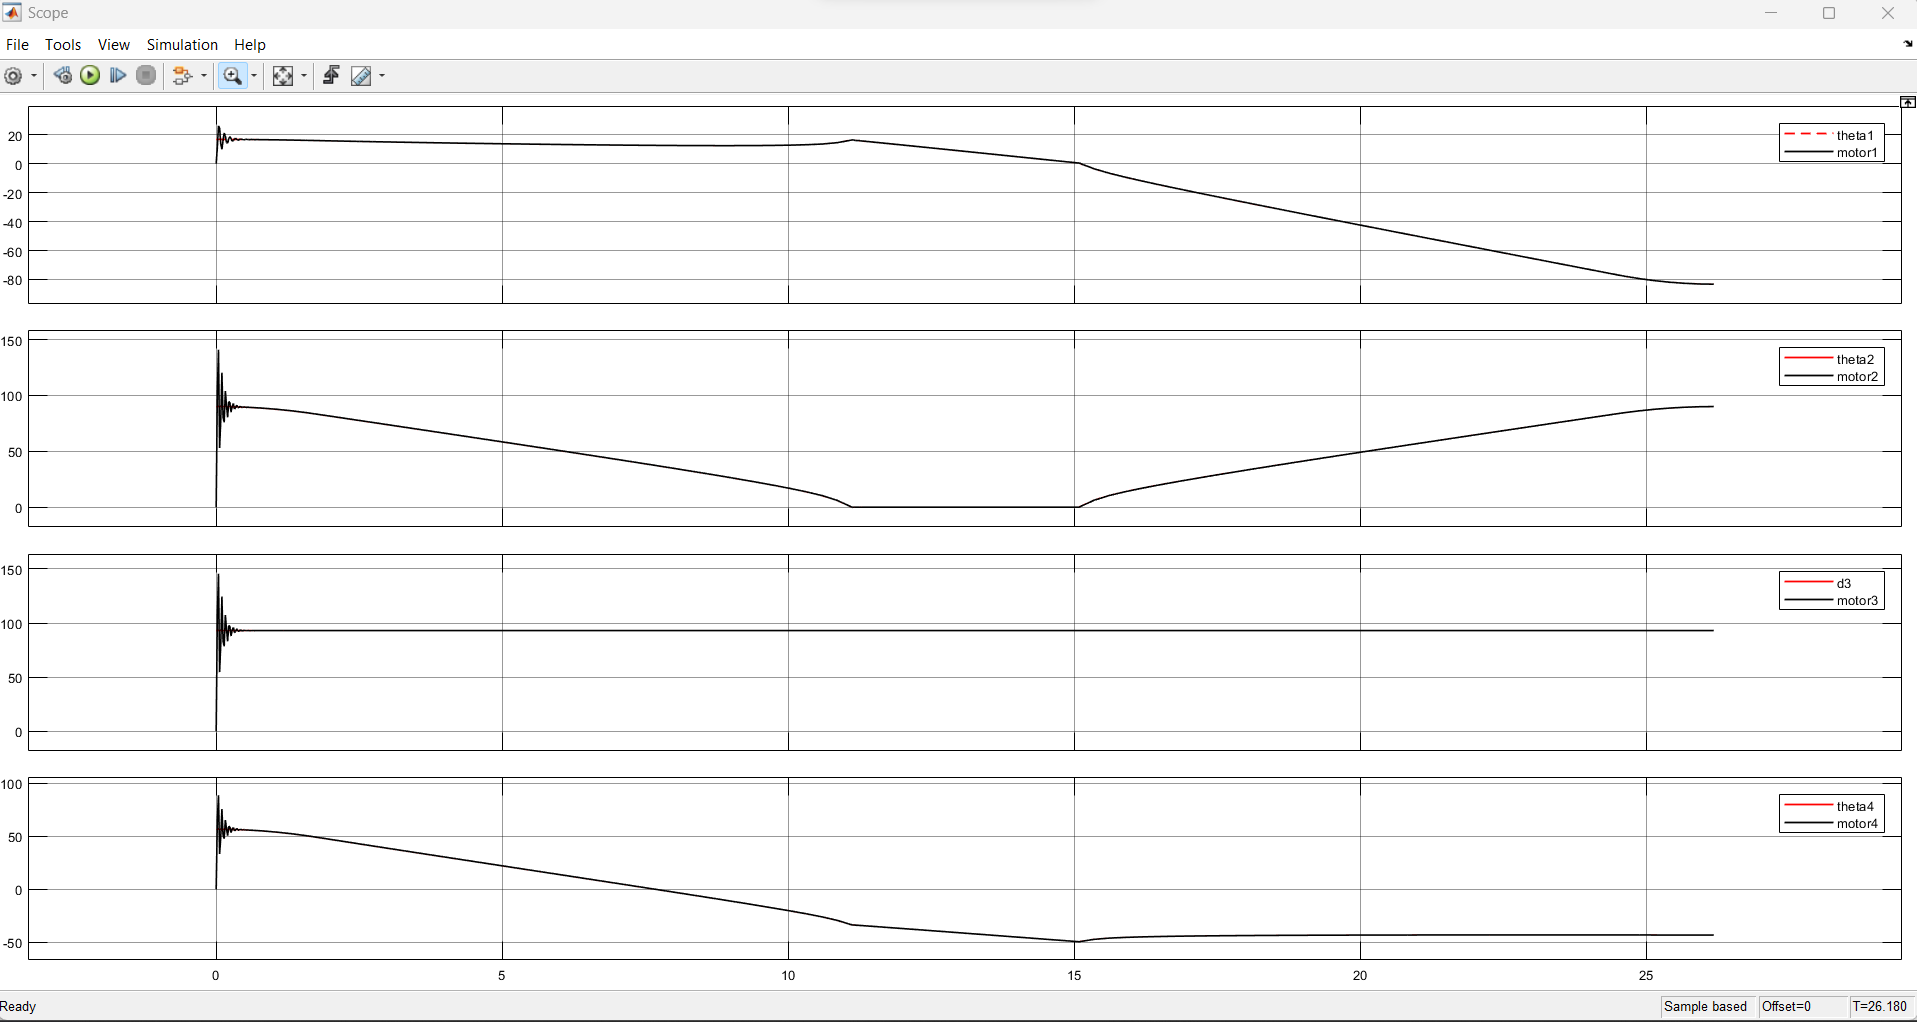 Scope
File Tools View Simulation Help
20
0
-20
-40
-60
-80
theta1
motor1
150
100
50
0
theta2
motor2
150
100
50
0
d3
motor3
100
50
0
-50
theta4
motor4
0 5 10 15 20 25
Ready Sample based Offset=0 T=26.180